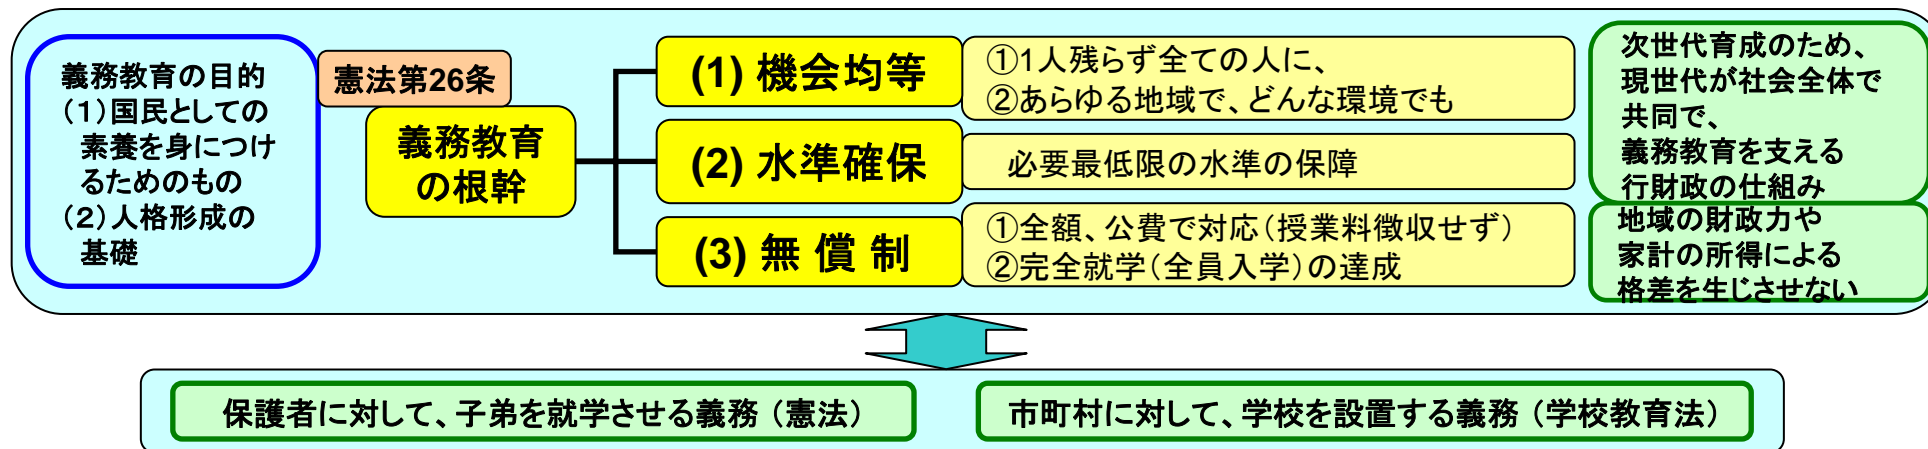 義務教育の目的
(1)国民としての
素養を身につけ
るためのもの
(2)人格形成の
基礎
憲法第26条
義務教育
の根幹
(1) 機会均等
①1人残らず全ての人に、
②あらゆる地域で、どんな環境でも
(2) 水準確保
必要最低限の水準の保障
(3) 無 償 制
①全額、公費で対応(授業料徴収せず)
②完全就学(全員入学)の達成
次世代育成のため、
現世代が社会全体で
共同で、
義務教育を支える
行財政の仕組み
地域の財政力や
家計の所得による
格差を生じさせない
保護者に対して、子弟を就学させる義務 (憲法)
市町村に対して、学校を設置する義務 (学校教育法)